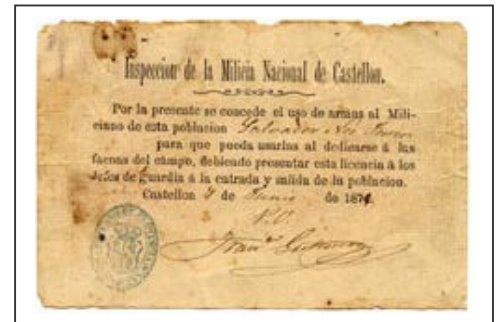 Inspeccion de la Milicia Nacional de Castellon.
Por la presente se concede el uso de armas al Mili-
ciano de esta poblacion Salvador
para que pueda usarlas al dedicarse á las
faenas del campo, debiendo presentar esta licencia á los
Jefes de guardia á la entrada y salida de la poblacion.
Castellon 7 de de 187
P.O.